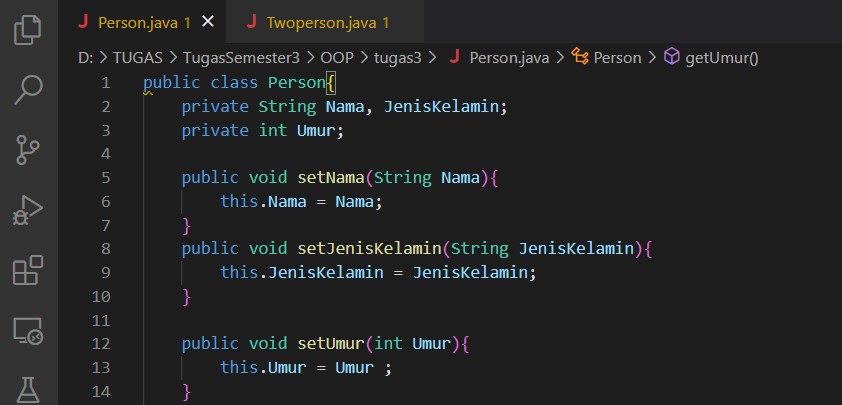 Person.java 1
Twoperson.java 1
D: > TUGAS > TugasSemester3 > OOP > tugas3 > Person.java > Person > getUmur()
1 public class Person{
2 private String Nama, JenisKelamin;
3 private int Umur;
4
5 public void setNama(String Nama){
6 this.Nama = Nama;
7 }
8 public void setJenisKelamin(String JenisKelamin){
9 this.JenisKelamin = JenisKelamin;
10 }
11
12 public void setUmur(int Umur){
13 this.Umur = Umur ;
14 }